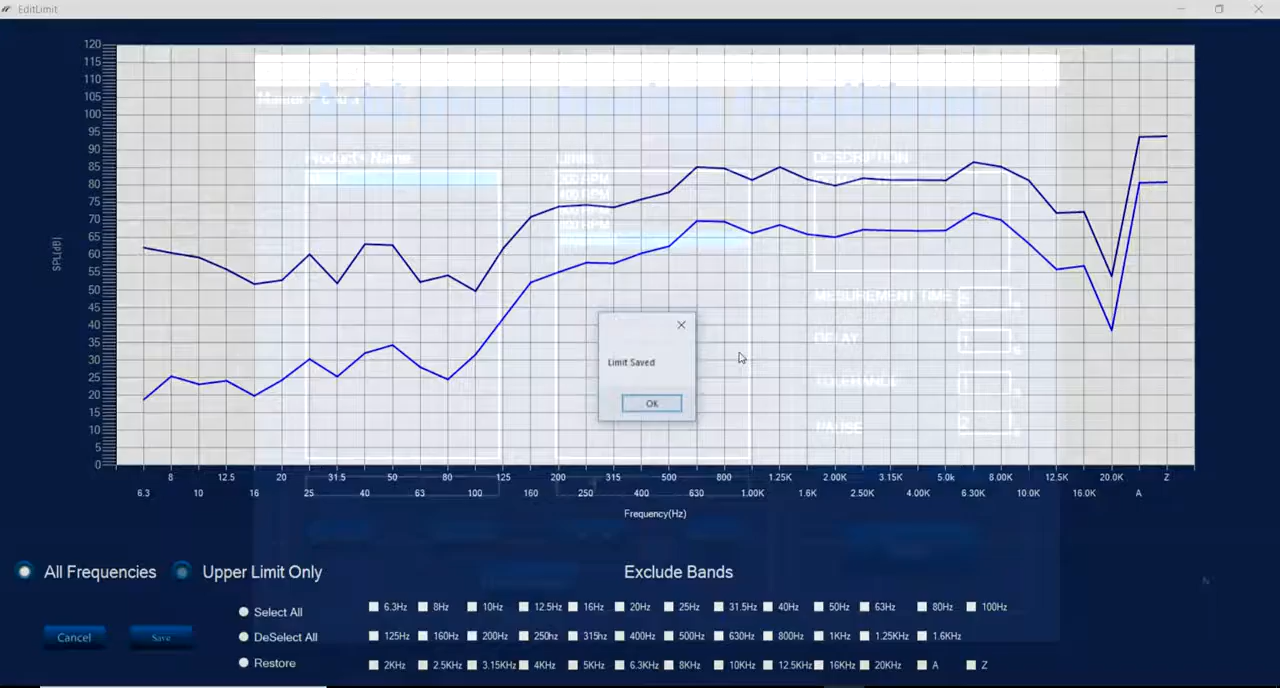 EditLimit
120
115
110
105
100
95
90
85
80
75
70
65
60
55
50
45
40
35
30
25
20
15
10
5
0
SPL(dB)
Product Name
Limits
DESCRIPTION
MESUREMENT TIME
DELAY
TOLERANCE
PAUSE
Limit Saved
OK
8 12.5 20 31.5 50 80 125 200 315 500 800 1.25K 2.00K 3.15K 5.0k 8.00K 12.5K 20.0K Z
6.3 10 16 25 40 63 100 160 250 400 630 1.00K 1.6K 2.50K 4.00K 6.30K 10.0K 16.0K A
Frequency(Hz)
All Frequencies Upper Limit Only Exclude Bands
Select All 6.3Hz 8Hz 10Hz 12.5Hz 16Hz 20Hz 25Hz 31.5Hz 40Hz 50Hz 63Hz 80Hz 100Hz
Cancel Save DeSelect All 125Hz 160Hz 200Hz 250hz 315hz 400Hz 500Hz 630Hz 800Hz 1KHz 1.25KHz 1.6KHz
Restore 2KHz 2.5KHz 3.15KHz 4KHz 5KHz 6.3KHz 8KHz 10KHz 12.5KHz 16KHz 20KHz A Z